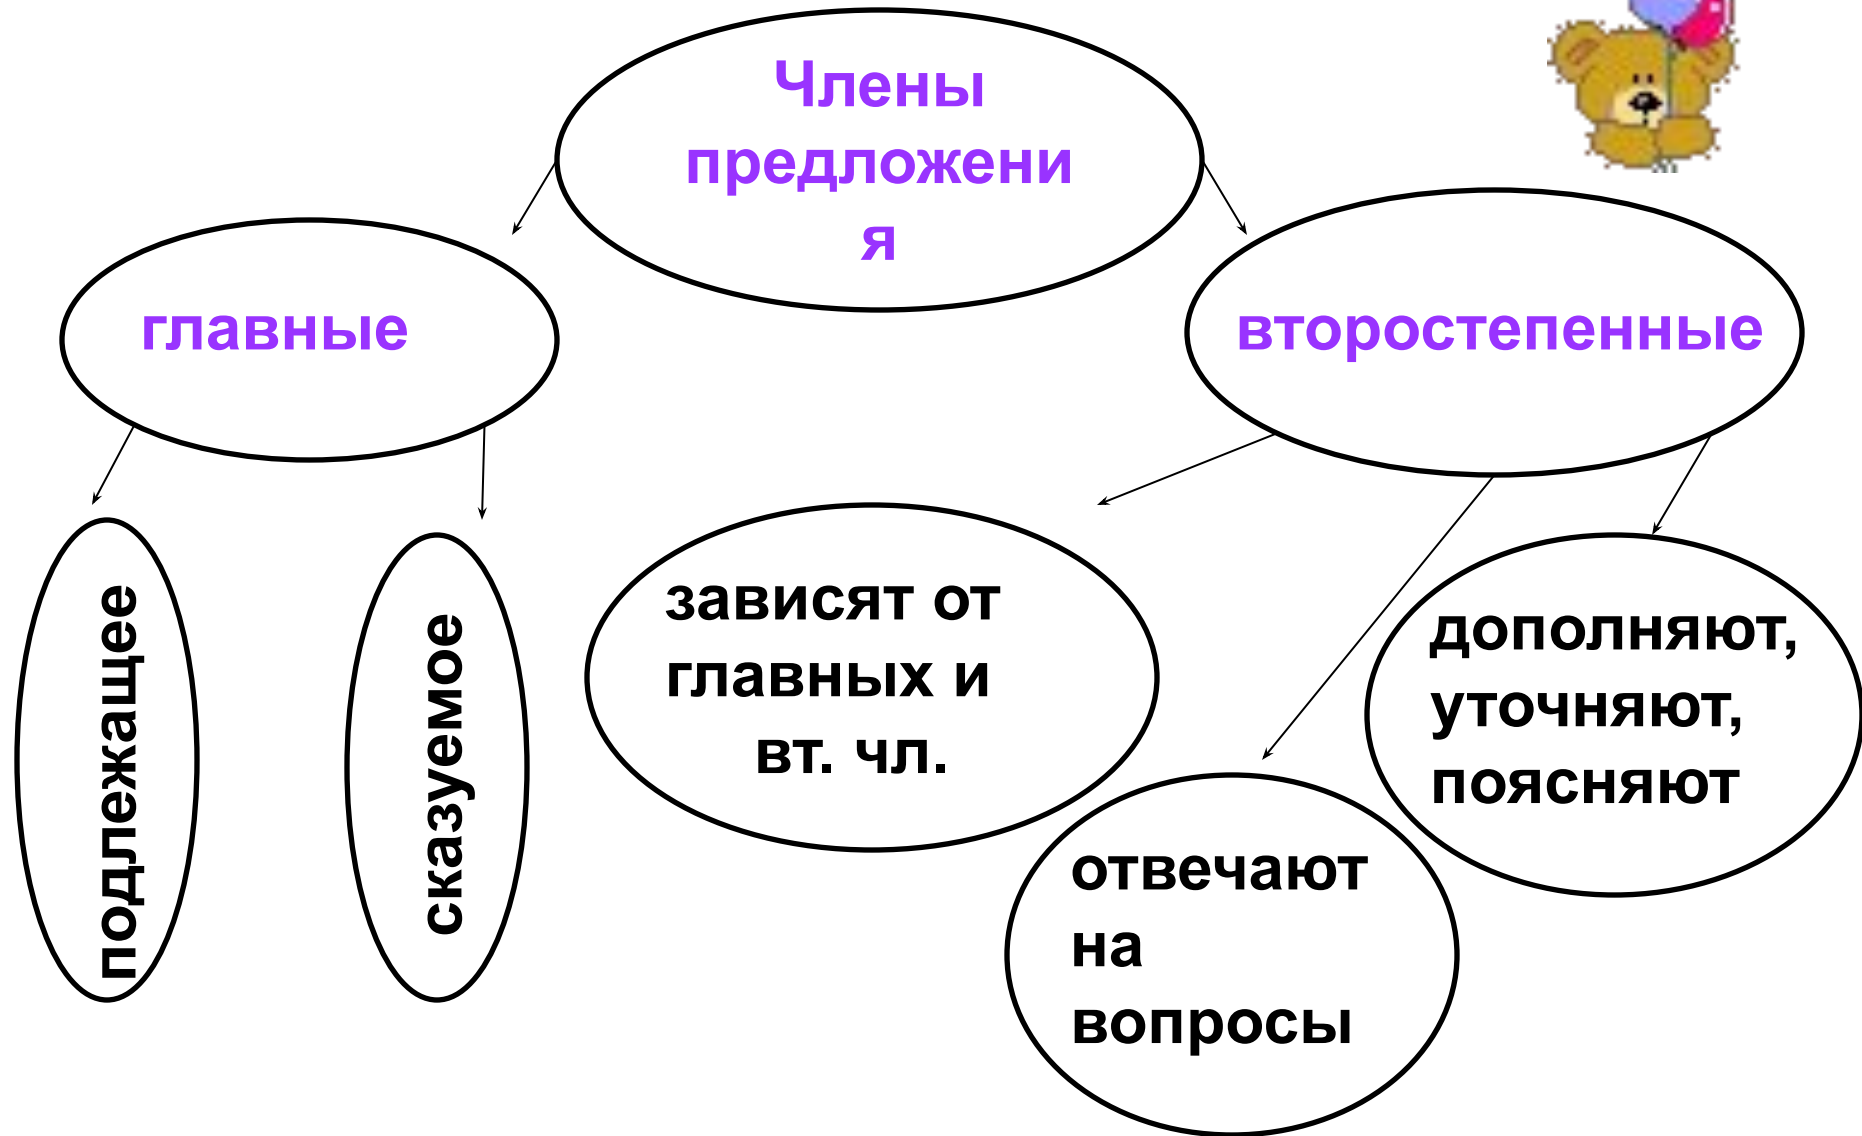 Члены
предложени
я
главные
второстепенные
подлежащее
сказуемое
зависят от
главных и
вт. чл.
отвечают
на
вопросы
дополняют,
уточняют,
поясняют